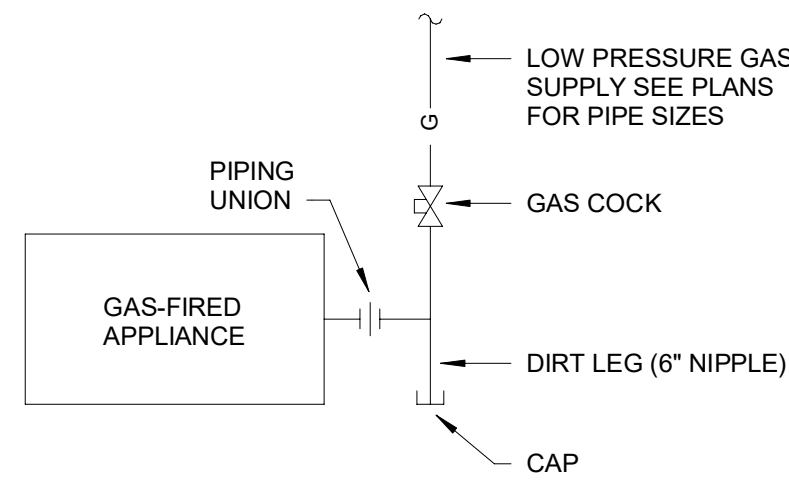 LOW PRESSURE GAS
SUPPLY SEE PLANS
FOR PIPE SIZES
G
PIPING
UNION
GAS COCK
GAS-FIRED
APPLIANCE
DIRT LEG (6" NIPPLE)
CAP